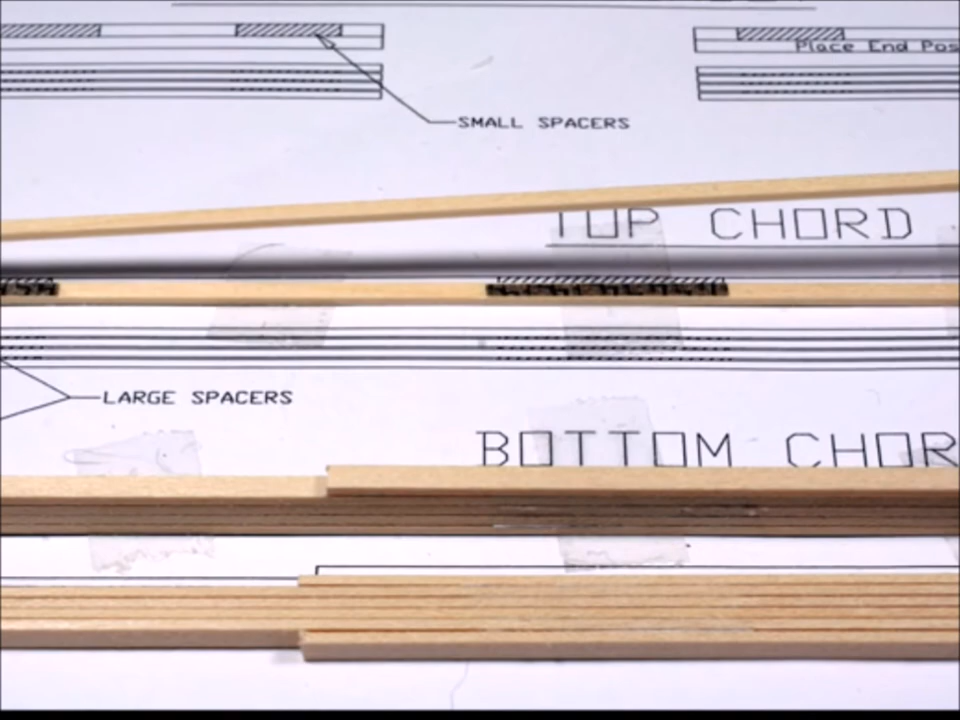 Place End Pos
SMALL SPACERS
TOP CHORD
LARGE SPACERS
BOTTOM CHOR